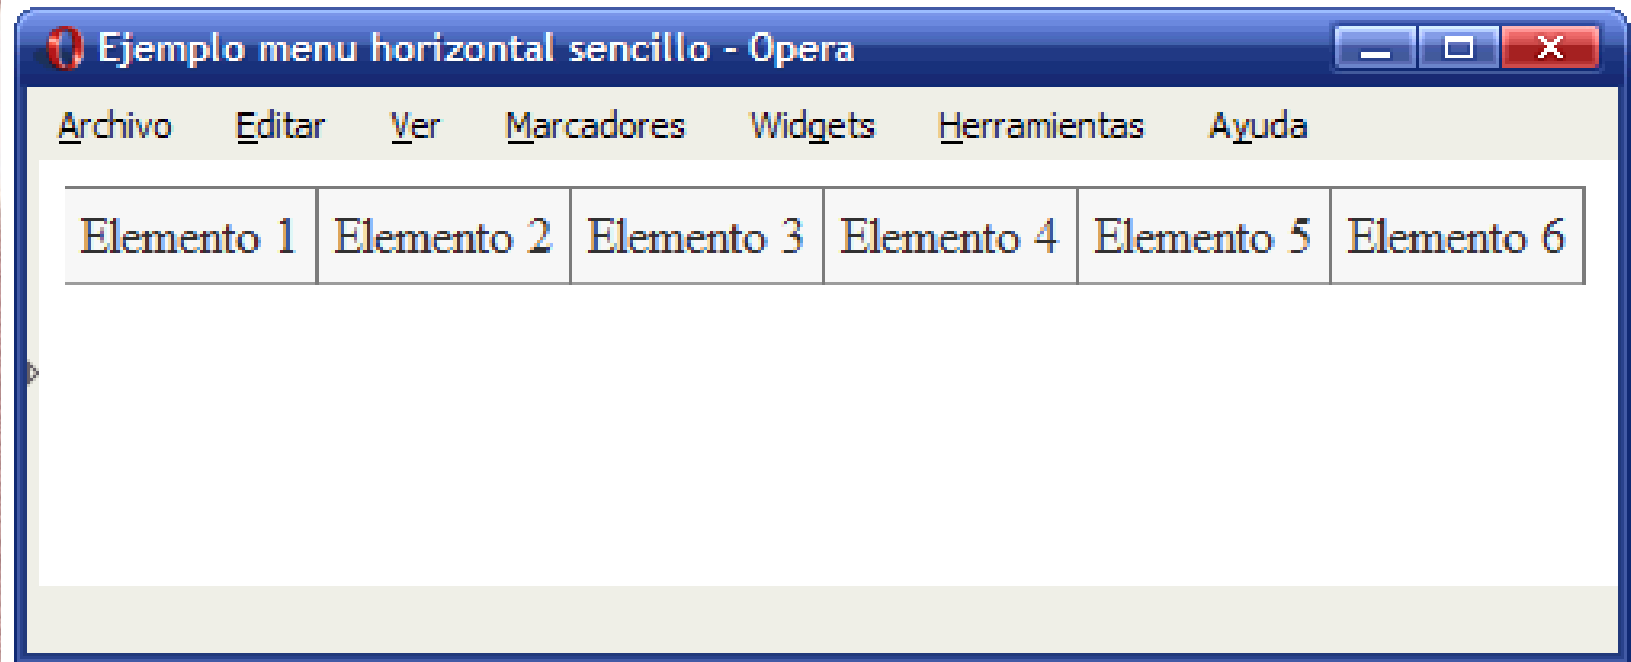 Ejemplo menu horizontal sencillo - Opera
Archivo Editar Ver Marcadores Widgets Herramientas Ayuda
Elemento 1 Elemento 2 Elemento 3 Elemento 4 Elemento 5 Elemento 6